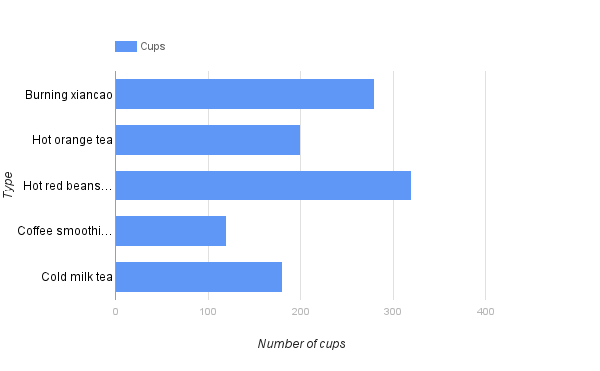 Cups
Burning xiancao
Hot orange tea
Hot red beans...
Coffee smoothi...
Cold milk tea
Type
0 100 200 300 400
Number of cups